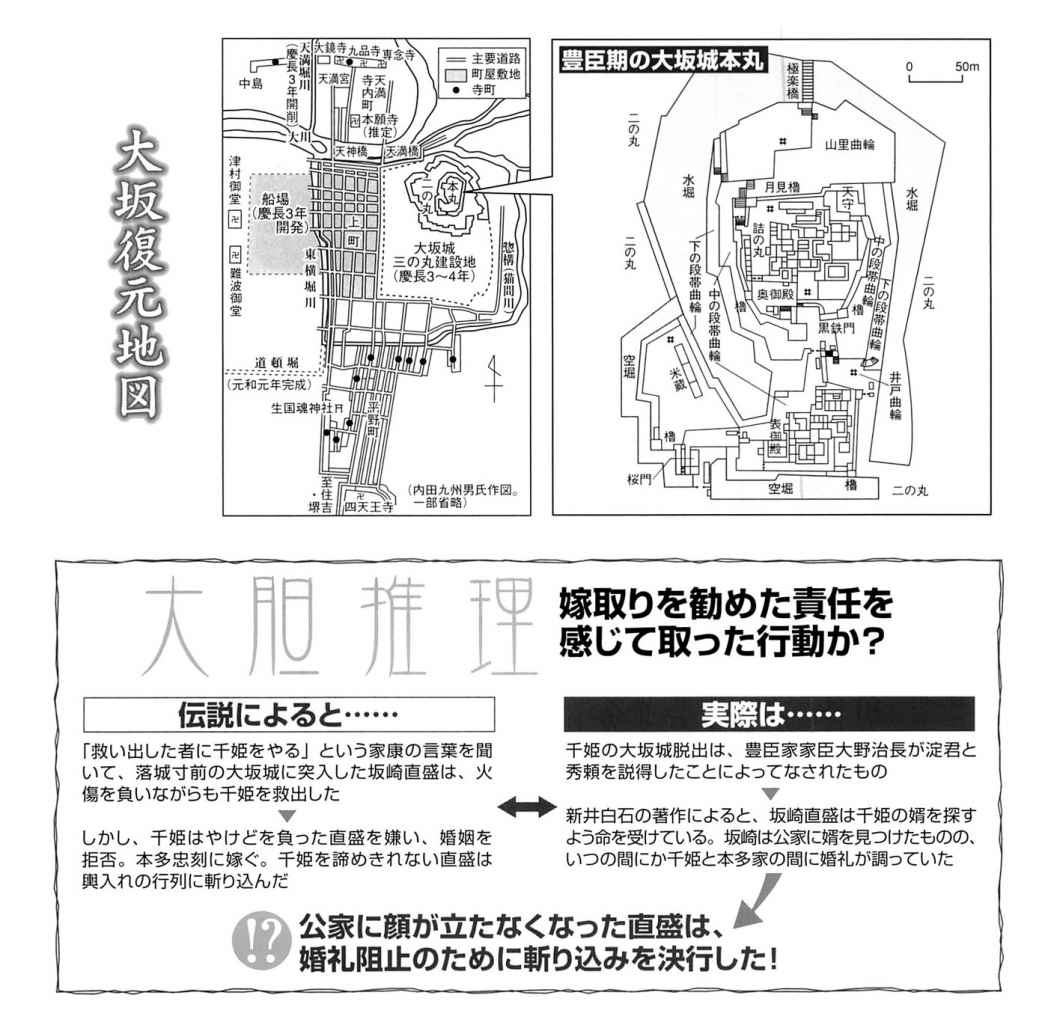 大坂復元地図
大鏡寺
九品寺
専念寺
天満堀川
(慶長3年開削)
中島
天満宮
天満
寺内町
本願寺
(推定)
大川
天神橋
天満橋
主要道路
町屋敷地
寺町
津村御堂
卍
卍
難波御堂
船場
(慶長3年
開発)
上町
東横堀川
二の丸
本丸
大坂城
三の丸建設地
(慶長3〜4年)
惣構(猫間川)
道頓堀
(元和元年完成)
生国魂神社
平野町
至住吉・堺
四天王寺
(内田九州男氏作図。
一部省略)
豊臣期の大坂城本丸
0 50m
極楽橋
二の丸
山里曲輪
水堀
月見櫓
天守
水堀
詰の丸
二の丸
下の段帯曲輪
中の段帯曲輪
奥御殿
櫓
櫓
中の段帯曲輪
下の段帯曲輪
二の丸
黒鉄門
空堀
米蔵
井戸曲輪
表御殿
櫓
桜門
空堀
櫓
二の丸
大胆推理
嫁取りを勧めた責任を
感じて取った行動か?
伝説によると……
「救い出した者に千姫をやる」という家康の言葉を聞
いて、落城寸前の大坂城に突入した坂崎直盛は、火
傷を負いながらも千姫を救出した
しかし、千姫はやけどを負った直盛を嫌い、婚姻を
拒否。本多忠刻に嫁ぐ。千姫を諦めきれない直盛は
輿入れの行列に斬り込んだ
実際は……
千姫の大坂城脱出は、豊臣家家臣大野治長が淀君と
秀頼を説得したことによってなされたもの
新井白石の著作によると、坂崎直盛は千姫の婿を探す
よう命を受けている。坂崎は公家に婿を見つけたものの、
いつの間にか千姫と本多家の間に婚礼が調っていた
!?
公家に顔が立たなくなった直盛は、
婚礼阻止のために斬り込みを決行した!